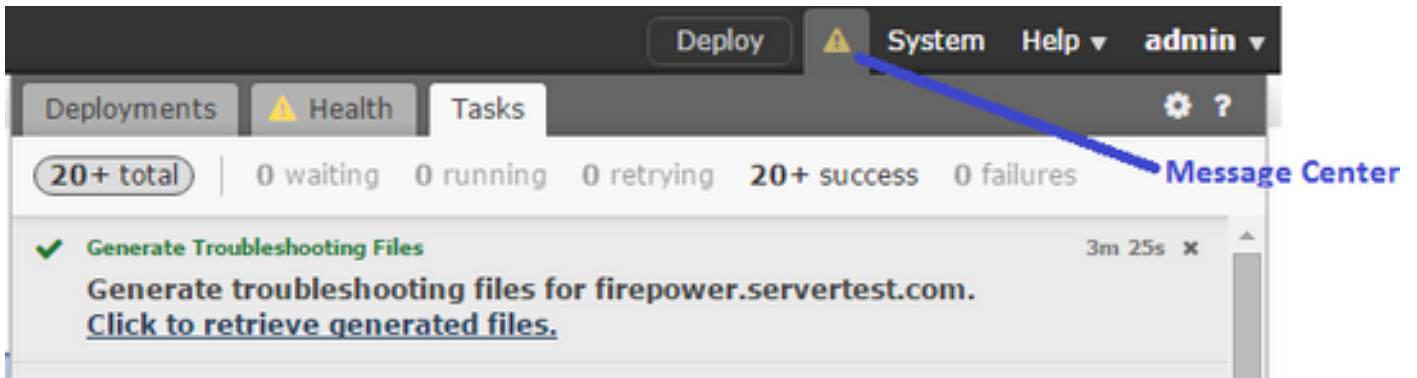 Deploy System Help admin
Deployments Health Tasks ?
20+ total 0 waiting 0 running 0 retrying 20+ success 0 failures
Message Center
Generate Troubleshooting Files 3m 25s
Generate troubleshooting files for firepower.servertest.com.
Click to retrieve generated files.